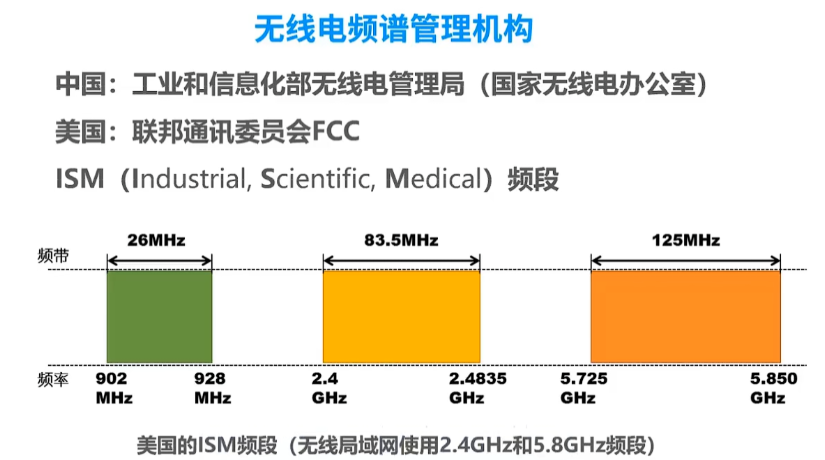 无线电频谱管理机构
中国：工业和信息化部无线电管理局（国家无线电办公室）
美国：联邦通讯委员会FCC
ISM（Industrial, Scientific, Medical）频段
26MHz 83.5MHz 125MHz
频带
频率 902 928 2.4 2.4835 5.725 5.850
MHz MHz GHz GHz GHz GHz
美国的ISM频段（无线局域网使用2.4GHz和5.8GHz频段）